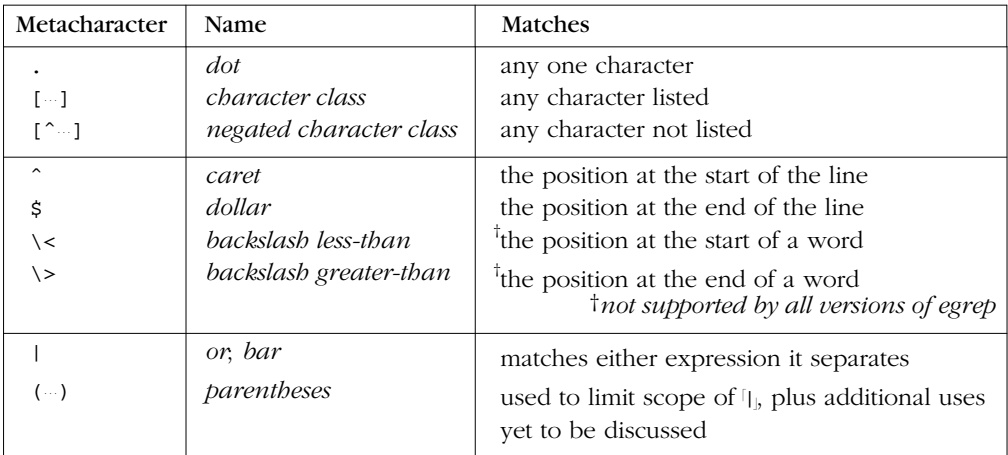 Metacharacter Name Matches
. dot any one character
[···] character class any character listed
[^···] negated character class any character not listed
^ caret the position at the start of the line
$ dollar the position at the end of the line
\< backslash less-than †the position at the start of a word
\> backslash greater-than †the position at the end of a word
†not supported by all versions of egrep
| or; bar matches either expression it separates
(···) parentheses used to limit scope of ⌈|⌋, plus additional uses
yet to be discussed